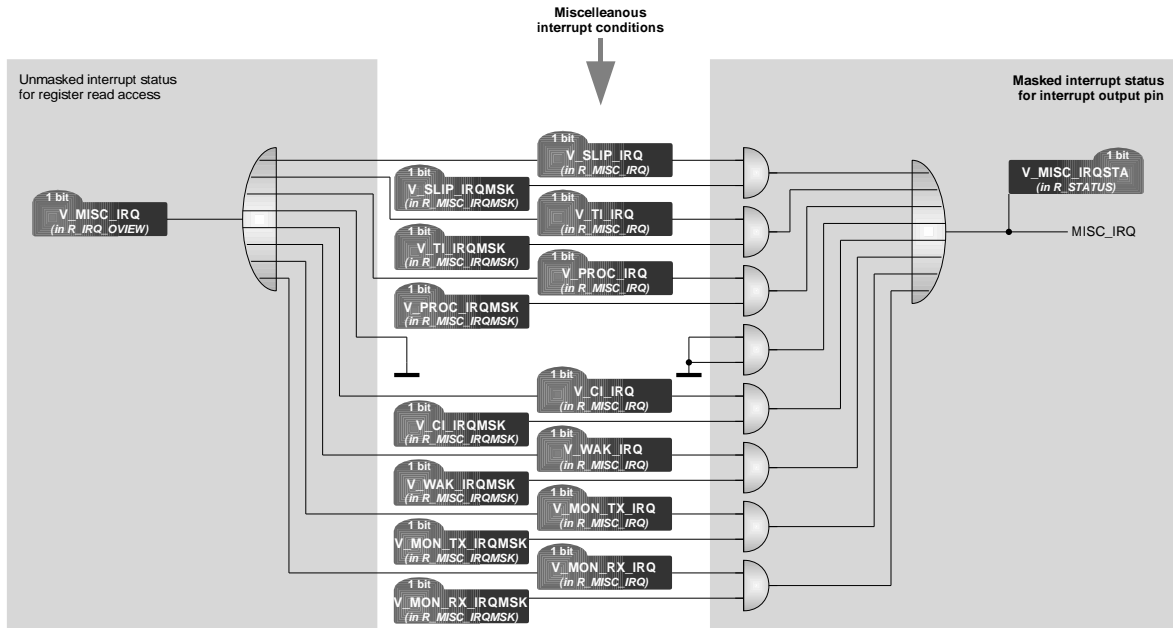 Miscelleanous
interrupt conditions
Unmasked interrupt status
for register read access
Masked interrupt status
for interrupt output pin
1 bit
V_SLIP_IRQ
(in R_MISC_IRQ)
1 bit
V_MISC_IRQSTA
(in R_STATUS)
1 bit
V_SLIP_IRQMSK
(in R_MISC_IRQMSK)
1 bit
V_MISC_IRQ
(in R_IRQ_OVIEW)
1 bit
V_TI_IRQ
(in R_MISC_IRQ)
MISC_IRQ
1 bit
V_TI_IRQMSK
(in R_MISC_IRQMSK)
1 bit
V_PROC_IRQ
(in R_MISC_IRQ)
1 bit
V_PROC_IRQMSK
(in R_MISC_IRQMSK)
1 bit
V_CI_IRQ
(in R_MISC_IRQ)
1 bit
V_CI_IRQMSK
(in R_MISC_IRQMSK)
1 bit
V_WAK_IRQ
(in R_MISC_IRQ)
1 bit
V_WAK_IRQMSK
(in R_MISC_IRQMSK)
1 bit
V_MON_TX_IRQ
(in R_MISC_IRQ)
1 bit
V_MON_TX_IRQMSK
(in R_MISC_IRQMSK)
1 bit
V_MON_RX_IRQ
(in R_MISC_IRQ)
1 bit
V_MON_RX_IRQMSK
(in R_MISC_IRQMSK)